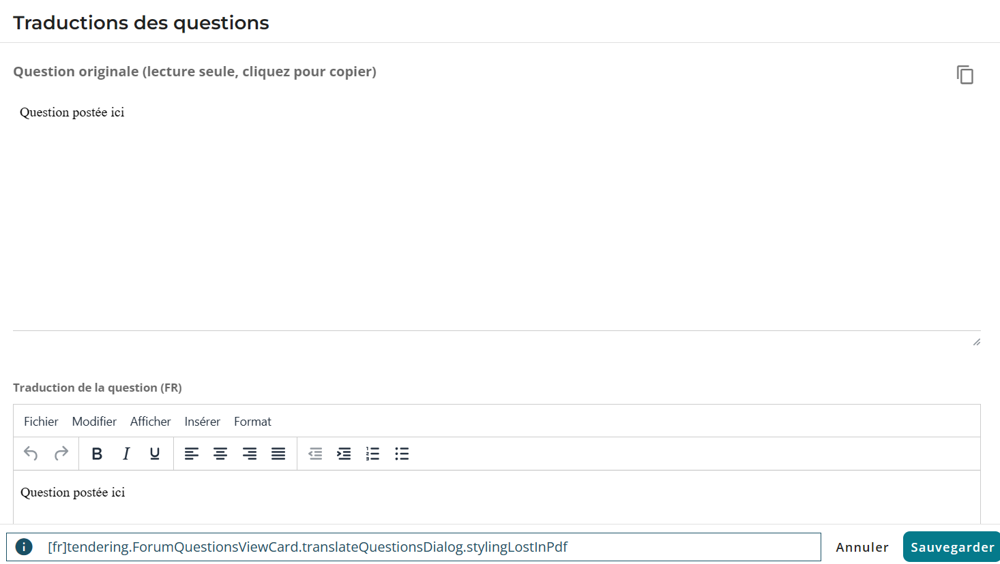 Traductions des questions
Question originale (lecture seule, cliquez pour copier)
Question postée ici
Traduction de la question (FR)
Fichier Modifier Afficher Insérer Format
B I U
Question postée ici
[fr]tendering.ForumQuestionsViewCard.translateQuestionsDialog.stylingLostInPdf
Annuler
Sauvegarder